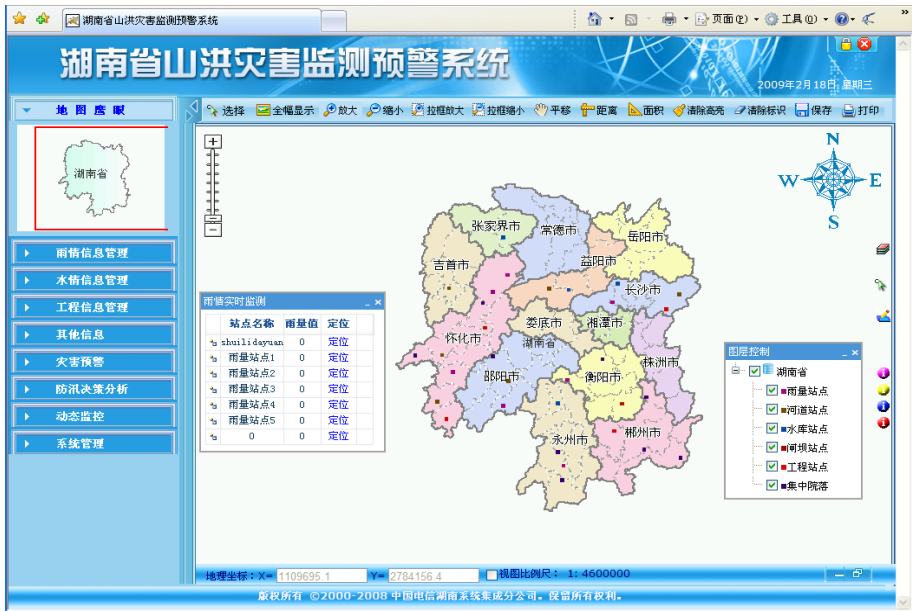 湖南省山洪灾害监测预警系统
页面(P) 工具(O)
湖南省山洪灾害监测预警系统
2009年2月18日 星期三
地图鹰眼
选择 全幅显示 放大 缩小 拉框放大 拉框缩小 平移 距离 面积 清除高亮 清除标识 保存 打印
湖南省
雨情信息管理
水情信息管理
工程信息管理
其他信息
灾害预警
防汛决策分析
动态监控
系统管理
N
W E
S
张家界市
常德市
岳阳市
吉首市
益阳市
长沙市
怀化市
娄底市
湘潭市
湖南省
邵阳市
衡阳市
株洲市
永州市
郴州市
雨情实时监测
站点名称 雨量值 定位
shuilidayuan 0 定位
雨量站点1 0 定位
雨量站点2 0 定位
雨量站点3 0 定位
雨量站点4 0 定位
雨量站点5 0 定位
0 0 定位
图层控制
湖南省
雨量站点
河道站点
水库站点
闸坝站点
工程站点
集中院落
地理坐标：X= 1109695.1 Y= 2784156.4 视图比例尺： 1: 4600000
版权所有 ©2000-2008 中国电信湖南系统集成分公司。保留所有权利。